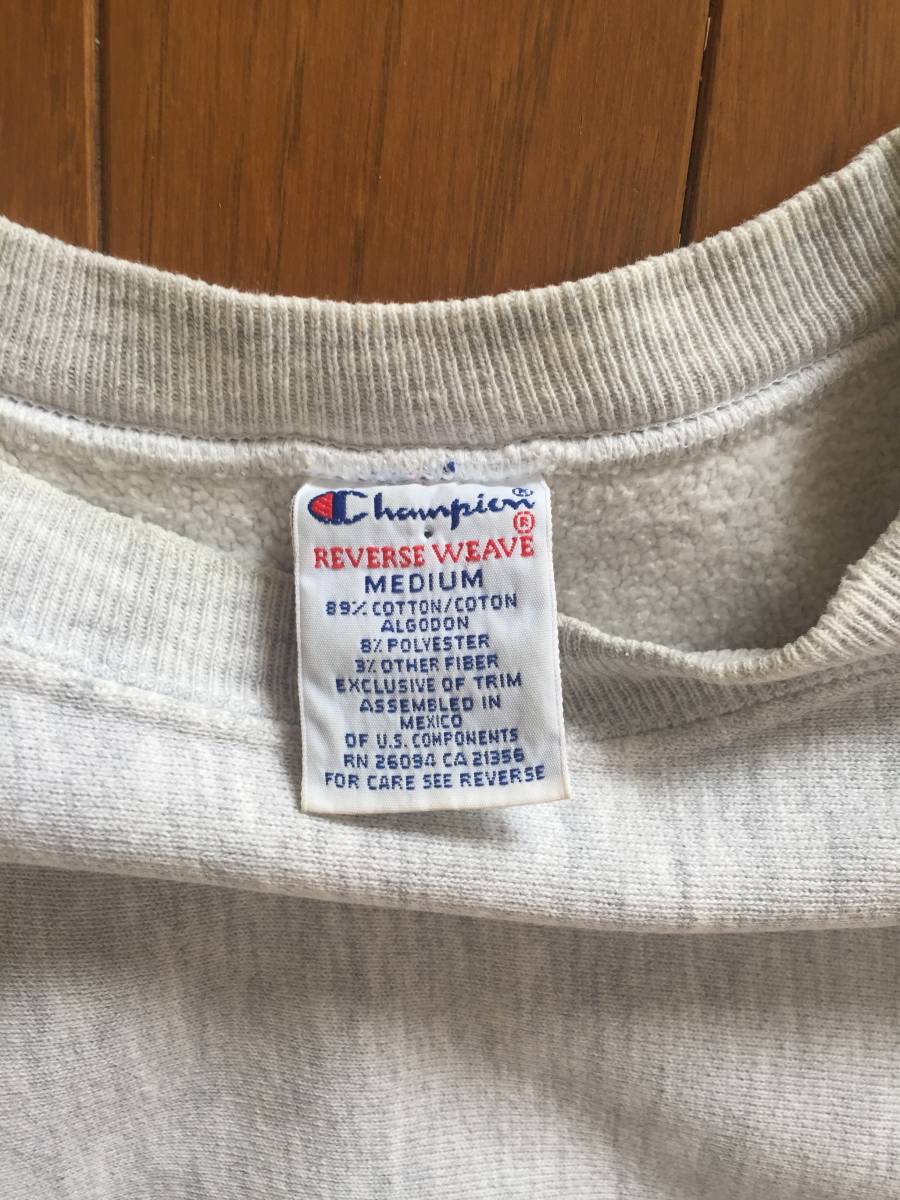 Champion®
REVERSE WEAVE®
MEDIUM
89% COTTON/COTON
ALGODON
8% POLYESTER
3% OTHER FIBER
EXCLUSIVE OF TRIM
ASSEMBLED IN
MEXICO
OF U.S. COMPONENTS
RN 26094 CA 21356
FOR CARE SEE REVERSE